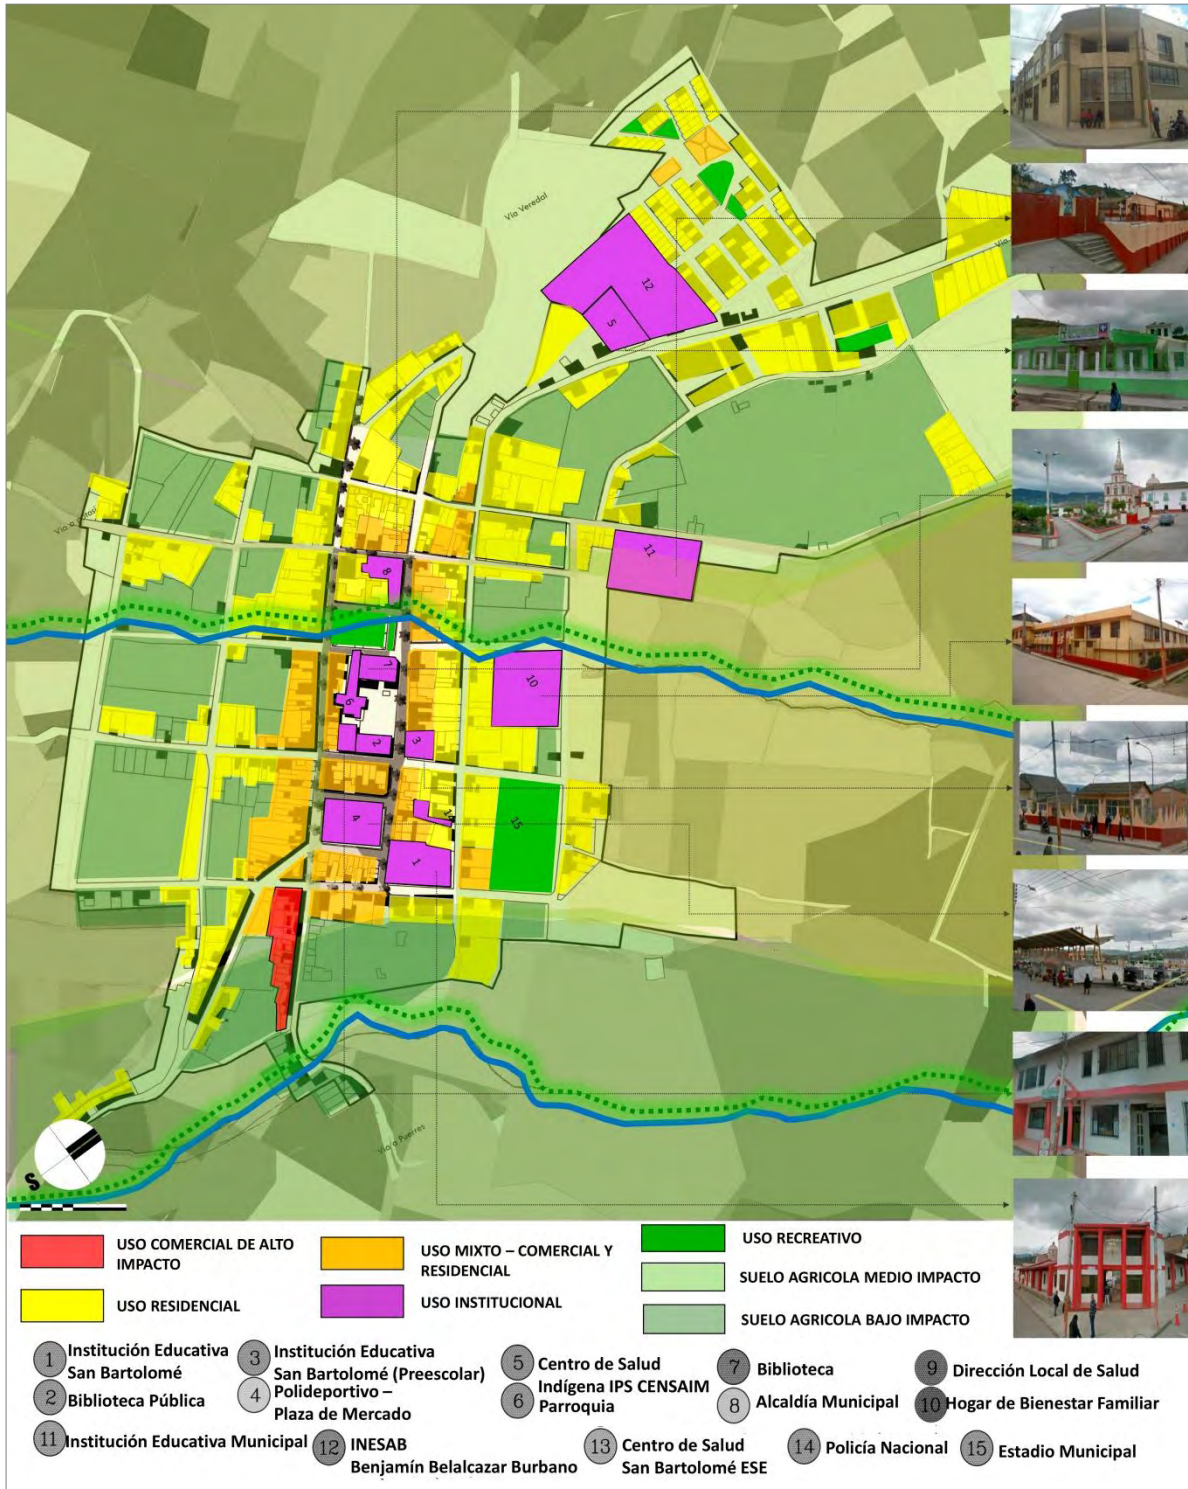 Vía Veredal
Vía
12
5
Vía a Potosí
11
8
7
10
6
2
3
4
14
15
1
Vía a Puerres
S
USO COMERCIAL DE ALTO
IMPACTO
USO RESIDENCIAL
USO MIXTO – COMERCIAL Y
RESIDENCIAL
USO INSTITUCIONAL
USO RECREATIVO
SUELO AGRICOLA MEDIO IMPACTO
SUELO AGRICOLA BAJO IMPACTO
1 Institución Educativa
San Bartolomé
2 Biblioteca Pública
3 Institución Educativa
San Bartolomé (Preescolar)
4 Polideportivo –
Plaza de Mercado
5 Centro de Salud
Indígena IPS CENSAIM
6 Parroquia
7 Biblioteca
8 Alcaldía Municipal
9 Dirección Local de Salud
10 Hogar de Bienestar Familiar
11 Institución Educativa Municipal
12 INESAB
Benjamín Belalcazar Burbano
13 Centro de Salud
San Bartolomé ESE
14 Policía Nacional
15 Estadio Municipal